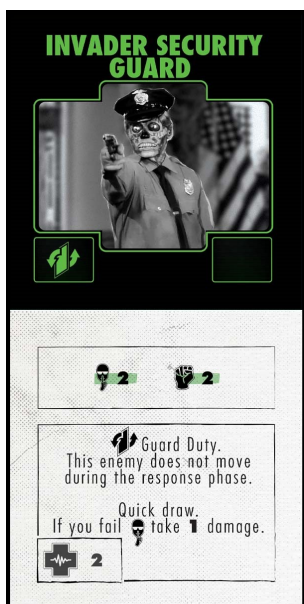 INVADER SECURITY
GUARD
2 2
Guard Duty.
This enemy does not move
during the response phase.
Quick draw.
If you fail take 1 damage.
2